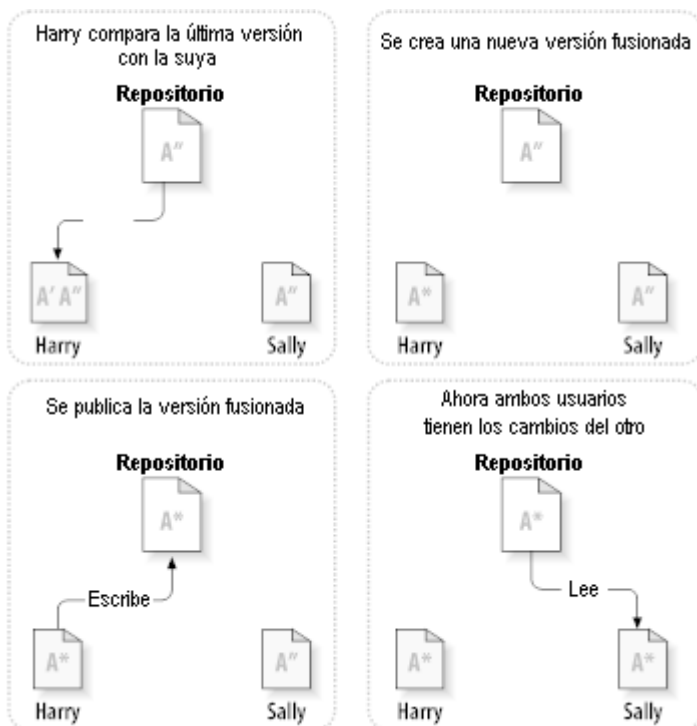 Harry compara la última versión
con la suya
Repositorio
A"
A' A"
A"
Harry
Sally
Se crea una nueva versión fusionada
Repositorio
A"
A*
A"
Harry
Sally
Se publica la versión fusionada
Repositorio
A*
Escribe
A*
A"
Harry
Sally
Ahora ambos usuarios
tienen los cambios del otro
Repositorio
A*
Lee
A*
A*
Harry
Sally